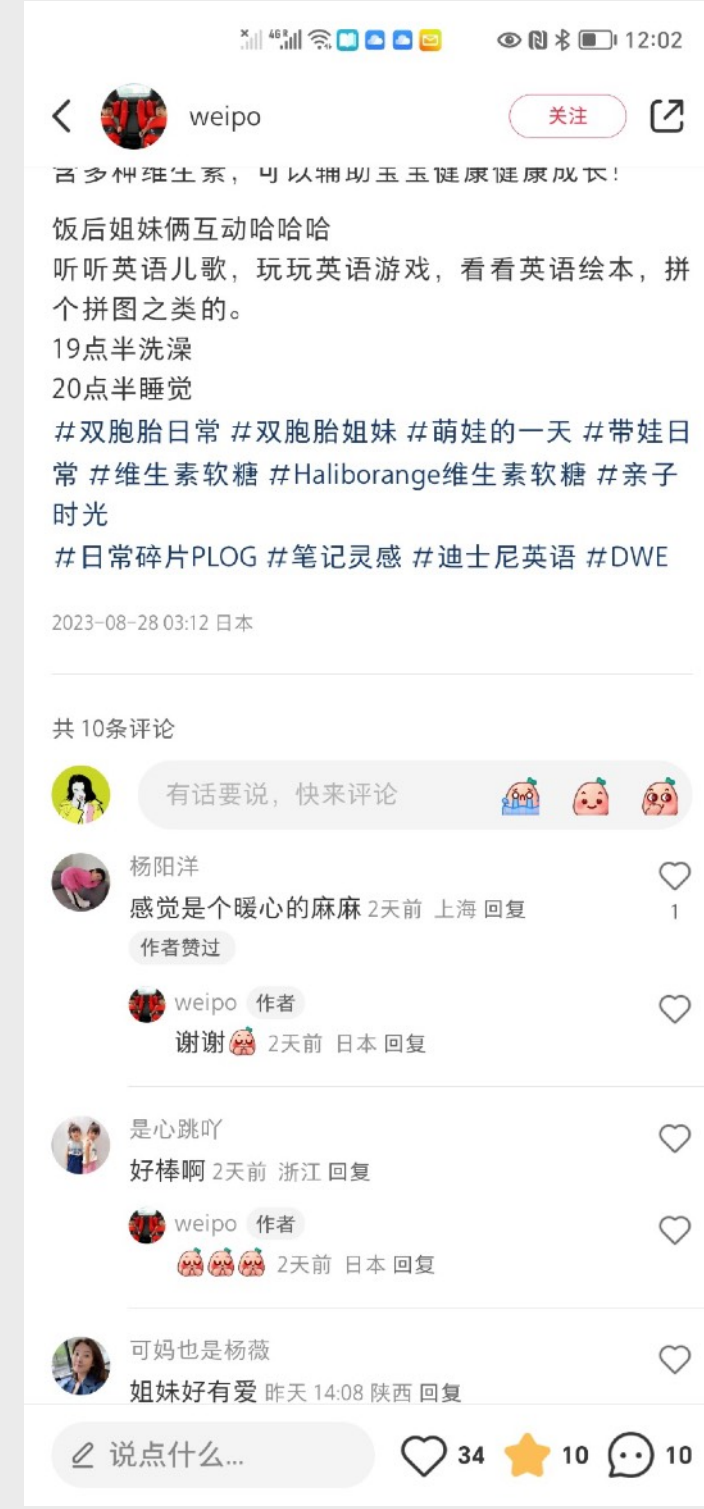 12:02
weipo
关注
含多种维生素，可以辅助宝宝健康健康成长！
饭后姐妹俩互动哈哈哈
听听英语儿歌，玩玩英语游戏，看看英语绘本，拼
个拼图之类的。
19点半洗澡
20点半睡觉
#双胞胎日常 #双胞胎姐妹 #萌娃的一天 #带娃日
常 #维生素软糖 #Haliborange维生素软糖 #亲子
时光
#日常碎片PLOG #笔记灵感 #迪士尼英语 #DWE
2023-08-28 03:12 日本
共 10条评论
有话要说，快来评论
杨阳洋
感觉是个暖心的麻麻 2天前 上海 回复
1
作者赞过
weipo 作者
谢谢 2天前 日本 回复
是心跳吖
好棒啊 2天前 浙江 回复
weipo 作者
2天前 日本 回复
可妈也是杨薇
姐妹好有爱 昨天 14:08 陕西 回复
说点什么... 34 10 10